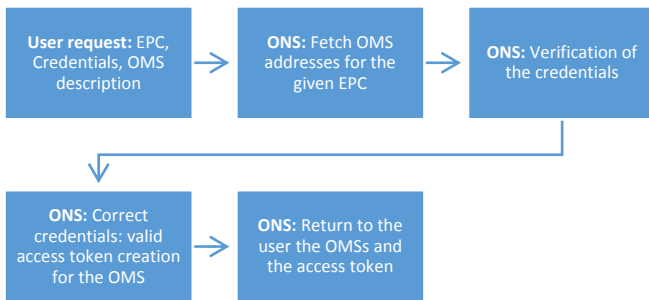 User request: EPC,
Credentials, OMS
description
ONS: Fetch OMS
addresses for the
given EPC
ONS: Verification of
the credentials
ONS: Correct
credentials: valid
access token creation
for the OMS
ONS: Return to the
user the OMSs and
the access token